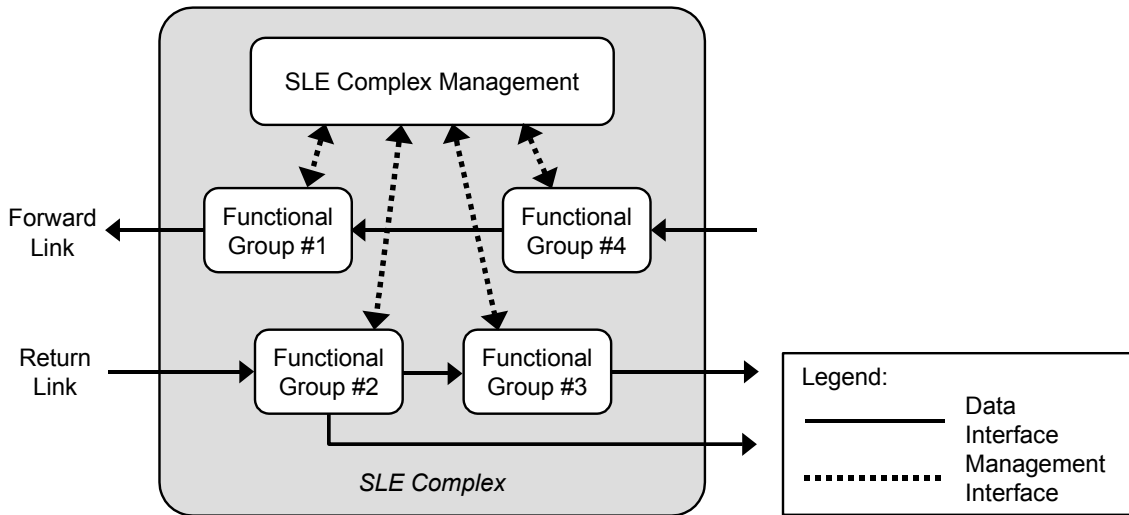 SLE Complex Management
Forward
Link
Functional
Group #1
Functional
Group #4
Return
Link
Functional
Group #2
Functional
Group #3
SLE Complex
Legend:
Data
Interface
Management
Interface